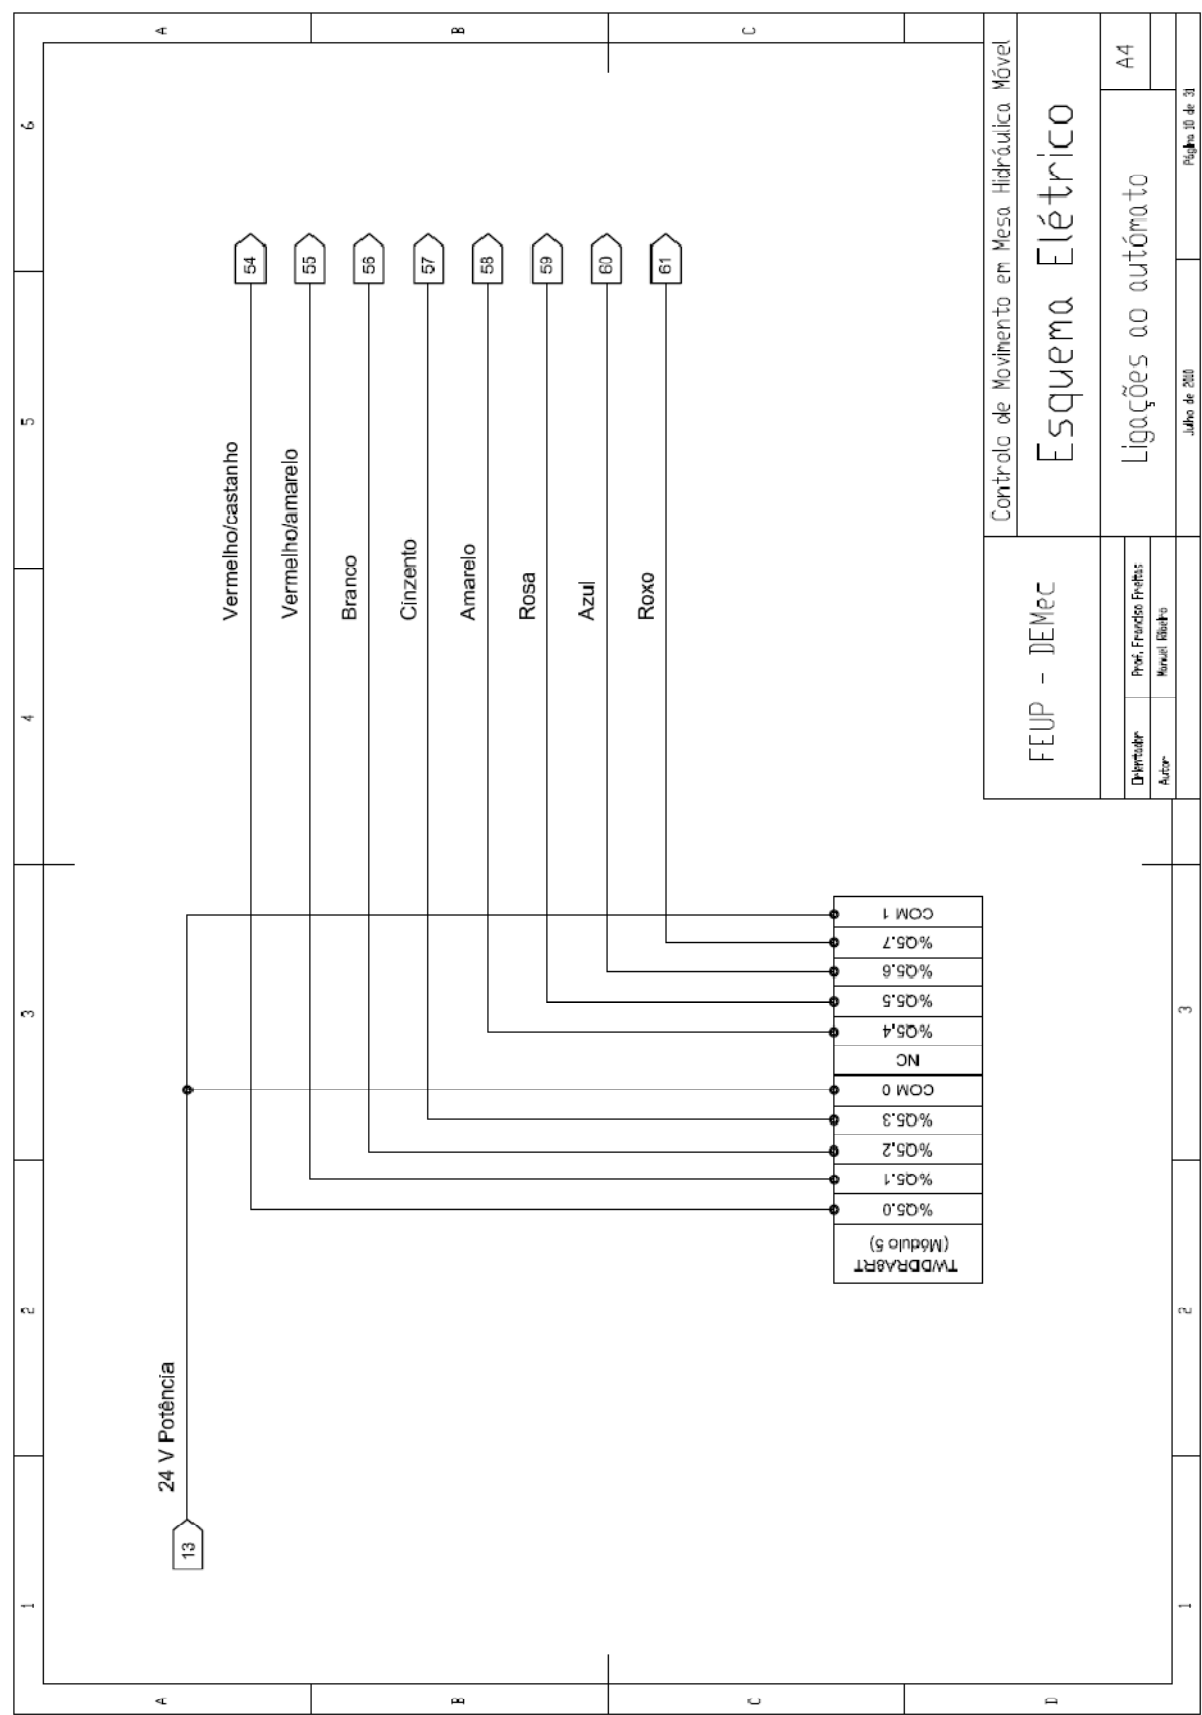 1
2
3
4
5
6
A
A
B
B
C
C
D
1
2
3
24 V Potência
13
Vermelho/castanho
54
Vermelho/amarelo
55
Branco
56
Cinzento
57
Amarelo
58
Rosa
59
Azul
60
Roxo
61
TWDDRA8RT
(Módulo 5)
%Q5.0
%Q5.1
%Q5.2
%Q5.3
COM 0
NC
%Q5.4
%Q5.5
%Q5.6
%Q5.7
COM 1
FEUP - DEMec
Controlo de Movimento em Mesa Hidráulica Móvel
Esquema Elétrico
Orientador
Prof. Francisco Freitas
Autor
Manuel Ribeiro
Ligações ao autómato
A4
Julho de 2010
Página 10 de 31